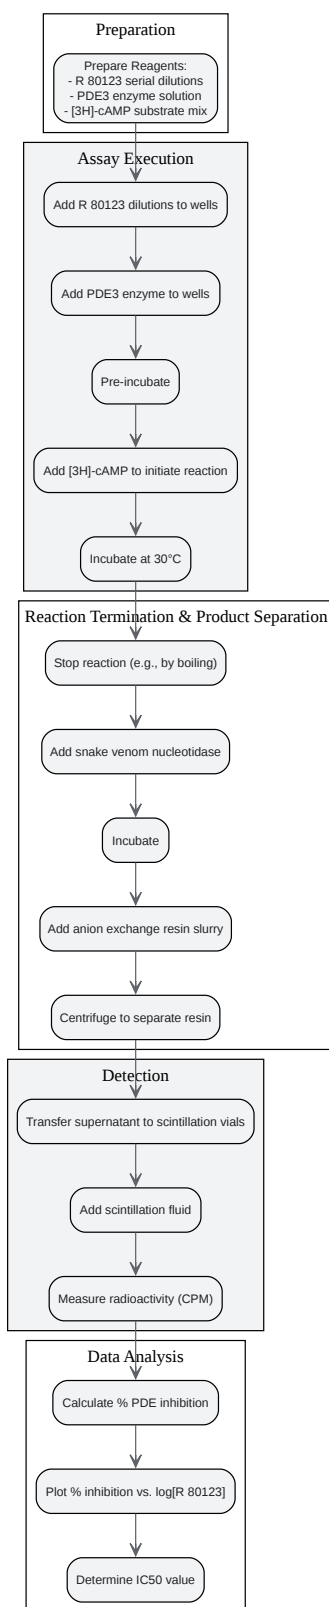 Preparation
Prepare Reagents:
- R 80123 serial dilutions
- PDE3 enzyme solution
- [3H]-cAMP substrate mix
Assay Execution
Add R 80123 dilutions to wells
Add PDE3 enzyme to wells
Pre-incubate
Add [3H]-cAMP to initiate reaction
Incubate at 30°C
Reaction Termination & Product Separation
Stop reaction (e.g., by boiling)
Add snake venom nucleotidase
Incubate
Add anion exchange resin slurry
Centrifuge to separate resin
Detection
Transfer supernatant to scintillation vials
Add scintillation fluid
Measure radioactivity (CPM)
Data Analysis
Calculate % PDE inhibition
Plot % inhibition vs. log[R 80123]
Determine IC50 value